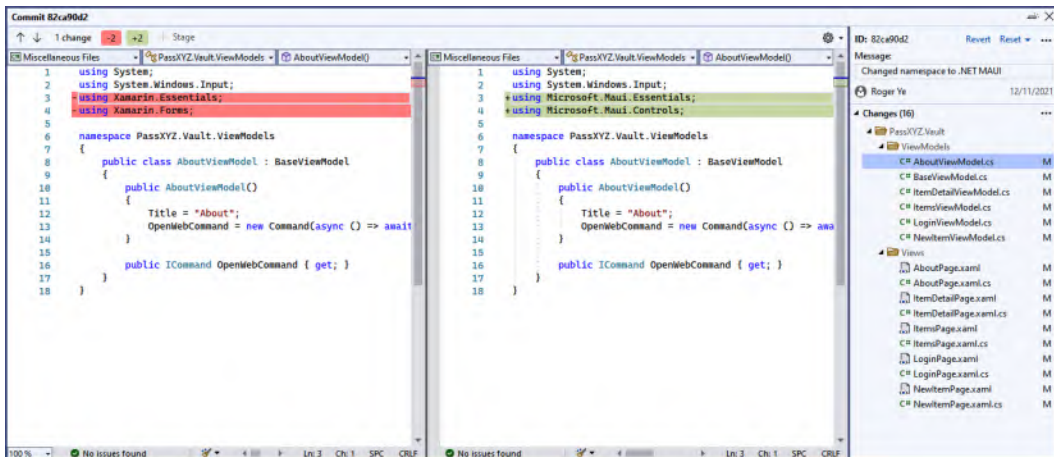 Commit 82ca90d2
1 change -2 +2 Stage
Miscellaneous Files PassXYZ.Vault.ViewModels AboutViewModel()
1 using System;
2 using System.Windows.Input;
3 -using Xamarin.Essentials;
4 -using Xamarin.Forms;
5
6 namespace PassXYZ.Vault.ViewModels
7 {
8 public class AboutViewModel : BaseViewModel
9 {
10 public AboutViewModel()
11 {
12 Title = "About";
13 OpenWebCommand = new Command(async () => await
14 }
15
16 public ICommand OpenWebCommand { get; }
17 }
18 }
100 % No issues found Ln: 3 Ch: 1 SPC CRLF
Miscellaneous Files PassXYZ.Vault.ViewModels AboutViewModel()
1 using System;
2 using System.Windows.Input;
3 +using Microsoft.Maui.Essentials;
4 +using Microsoft.Maui.Controls;
5
6 namespace PassXYZ.Vault.ViewModels
7 {
8 public class AboutViewModel : BaseViewModel
9 {
10 public AboutViewModel()
11 {
12 Title = "About";
13 OpenWebCommand = new Command(async () => awa
14 }
15
16 public ICommand OpenWebCommand { get; }
17 }
18 }
No issues found Ln: 3 Ch: 1 SPC CRLF
ID: 82ca90d2 Revert Reset ...
Message:
Changed namespace to .NET MAUI
Roger Ye 12/11/2021
Changes (16) ...
PassXYZ.Vault
ViewModels
C# AboutViewModel.cs M
C# BaseViewModel.cs M
C# ItemDetailViewModel.cs M
C# ItemsViewModel.cs M
C# LoginViewModel.cs M
C# NewItemViewModel.cs M
Views
AboutPage.xaml M
C# AboutPage.xaml.cs M
ItemDetailPage.xaml M
C# ItemDetailPage.xaml.cs M
ItemsPage.xaml M
C# ItemsPage.xaml.cs M
LoginPage.xaml M
C# LoginPage.xaml.cs M
NewItemPage.xaml M
C# NewItemPage.xaml.cs M